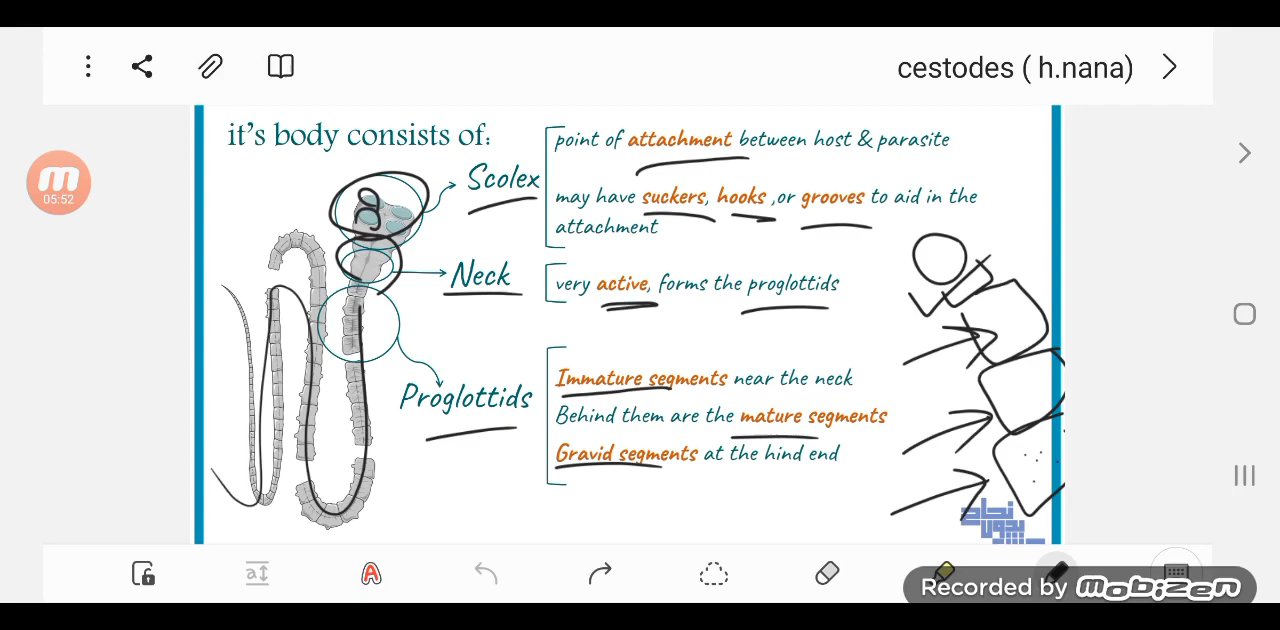 cestodes ( h.nana)
05:52
it's body consists of:
point of attachment between host & parasite
Scolex
may have suckers, hooks ,or grooves to aid in the
attachment
Neck
very active, forms the proglottids
Proglottids
Immature segments near the neck
Behind them are the mature segments
Gravid segments at the hind end
نجاح
بدون
A
Recorded by MOBIZEN